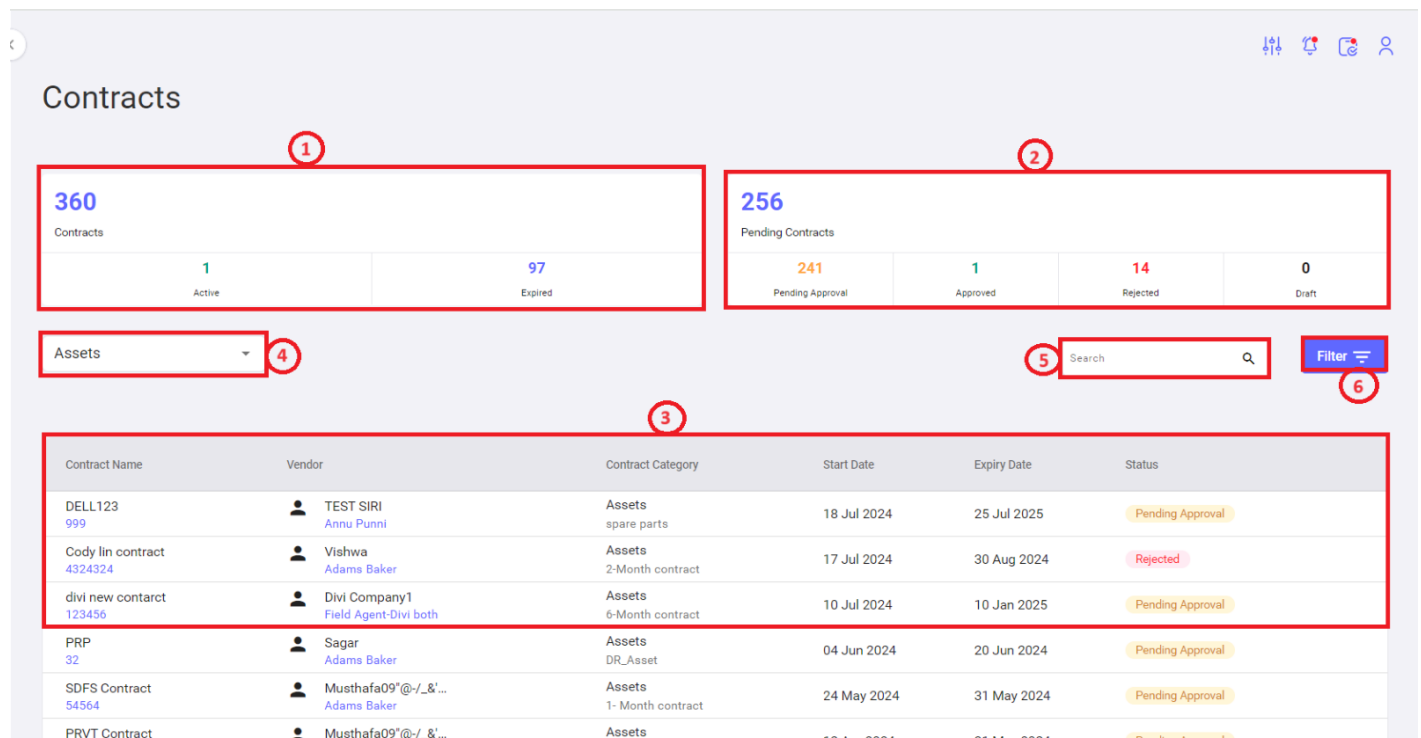 Contracts
1
2
360
Contracts
1 97
Active Expired
256
Pending Contracts
241 1 14 0
Pending Approval Approved Rejected Draft
Assets
4
5
Search
Filter
6
3
Contract Name Vendor Contract Category Start Date Expiry Date Status
DELL123 TEST SIRI Assets 18 Jul 2024 25 Jul 2025 Pending Approval
999 Annu Punni spare parts
Cody lin contract Vishwa Assets 17 Jul 2024 30 Aug 2024 Rejected
4324324 Adams Baker 2-Month contract
divi new contarct Divi Company1 Assets 10 Jul 2024 10 Jan 2025 Pending Approval
123456 Field Agent-Divi both 6-Month contract
PRP Sagar Assets 04 Jun 2024 20 Jun 2024 Pending Approval
32 Adams Baker DR_Asset
SDFS Contract Musthafa09"@-/_&'... Assets 24 May 2024 31 May 2024 Pending Approval
54564 Adams Baker 1- Month contract
PRVT Contract Musthafa09"@-/_&'... Assets